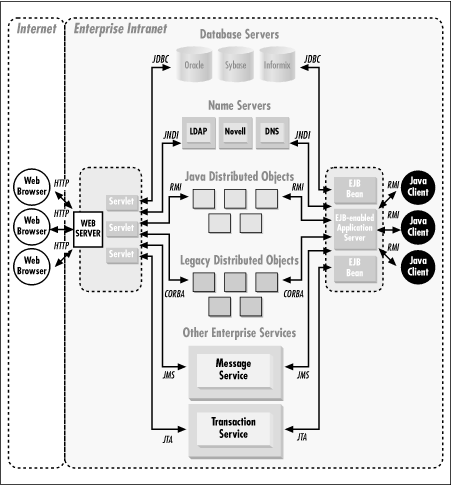 Internet
Enterprise Intranet
Database Servers
JDBC
Oracle
Sybase
Informix
JDBC
Name Servers
LDAP
Novell
DNS
JNDI
JNDI
Java Distributed Objects
RMI
RMI
Legacy Distributed Objects
CORBA
CORBA
Other Enterprise Services
Message
Service
JMS
JMS
Transaction
Service
JTA
JTA
Web
Browser
HTTP
Web
Browser
HTTP
Web
Browser
HTTP
WEB
SERVER
Servlet
Servlet
Servlet
EJB
Bean
EJB-enabled
Application
Server
EJB
Bean
RMI
Java
Client
RMI
Java
Client
RMI
Java
Client